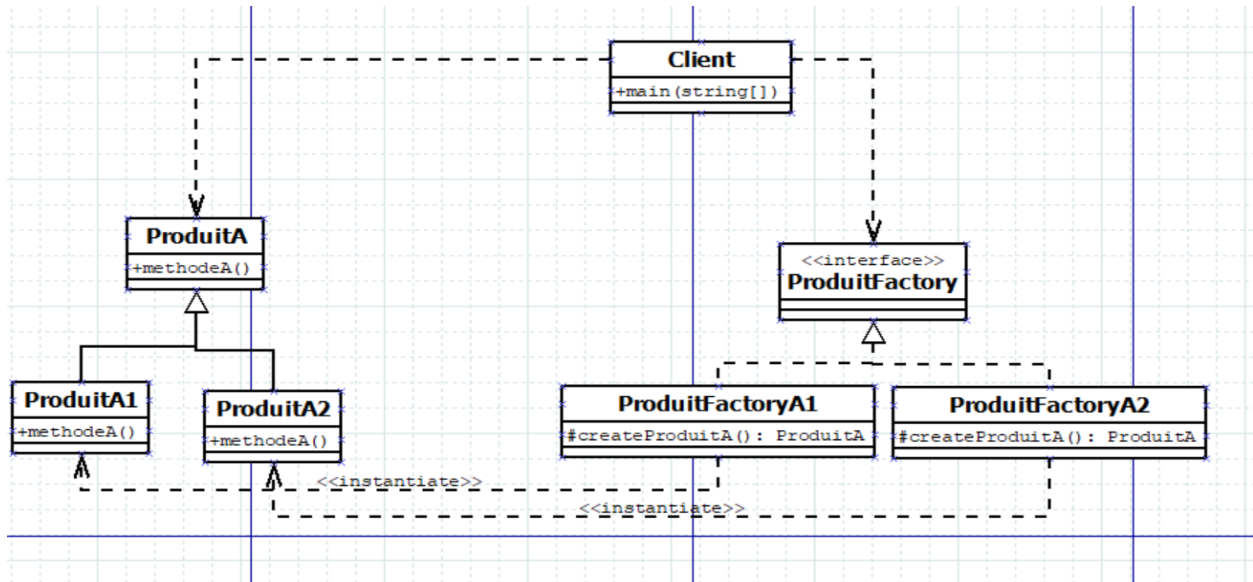 Client
+main(string[])
ProduitA
+methodeA()
<<interface>>
ProduitFactory
ProduitA1
+methodeA()
ProduitA2
+methodeA()
ProduitFactoryA1
#createProduitA(): ProduitA
ProduitFactoryA2
#createProduitA(): ProduitA
<<instantiate>>
<<instantiate>>